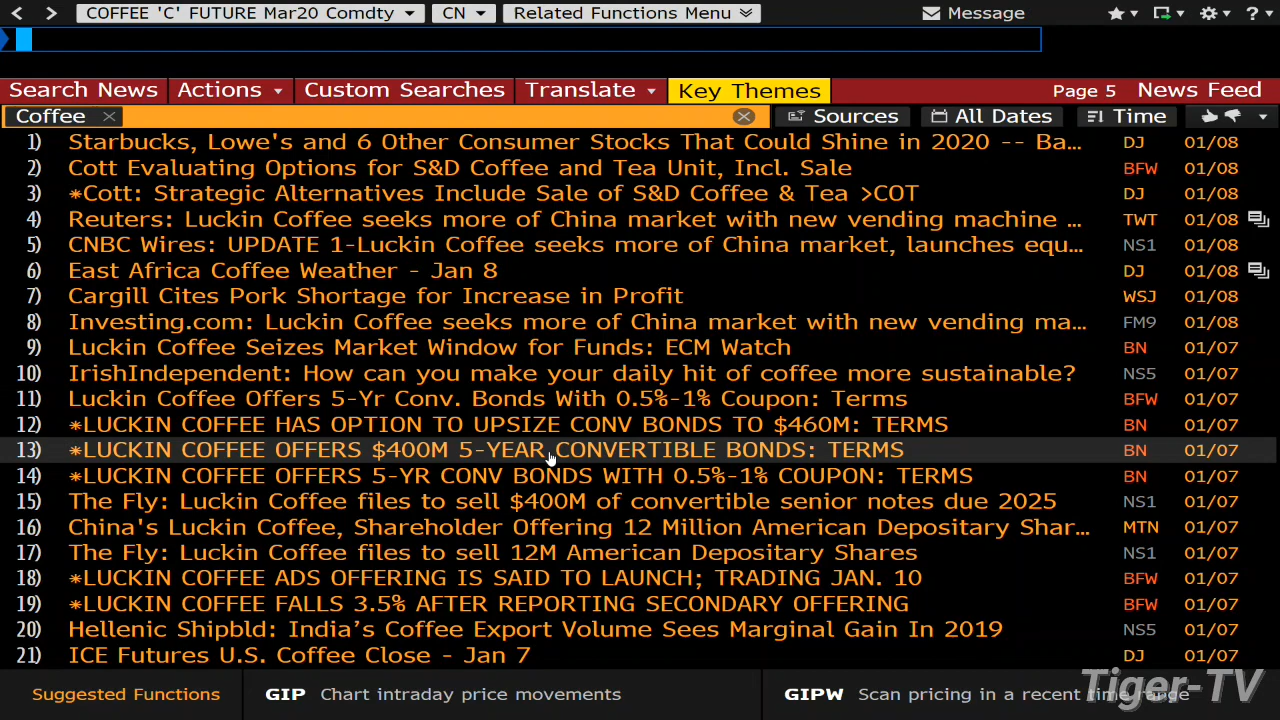 COFFEE 'C' FUTURE Mar20 Comdty CN Related Functions Menu Message ?
Search News Actions Custom Searches Translate Key Themes Page 5 News Feed
Coffee Sources All Dates Time
1) Starbucks, Lowe's and 6 Other Consumer Stocks That Could Shine in 2020 -- Ba... DJ 01/08
2) Cott Evaluating Options for S&D Coffee and Tea Unit, Incl. Sale BFW 01/08
3) *Cott: Strategic Alternatives Include Sale of S&D Coffee & Tea >COT DJ 01/08
4) Reuters: Luckin Coffee seeks more of China market with new vending machine ... TWT 01/08
5) CNBC Wires: UPDATE 1-Luckin Coffee seeks more of China market, launches equ... NS1 01/08
6) East Africa Coffee Weather - Jan 8 DJ 01/08
7) Cargill Cites Pork Shortage for Increase in Profit WSJ 01/08
8) Investing.com: Luckin Coffee seeks more of China market with new vending ma... FM9 01/08
9) Luckin Coffee Seizes Market Window for Funds: ECM Watch BN 01/07
10) IrishIndependent: How can you make your daily hit of coffee more sustainable? NS5 01/07
11) Luckin Coffee Offers 5-Yr Conv. Bonds With 0.5%-1% Coupon: Terms BFW 01/07
12) *LUCKIN COFFEE HAS OPTION TO UPSIZE CONV BONDS TO $460M: TERMS BN 01/07
13) *LUCKIN COFFEE OFFERS $400M 5-YEAR CONVERTIBLE BONDS: TERMS BN 01/07
14) *LUCKIN COFFEE OFFERS 5-YR CONV BONDS WITH 0.5%-1% COUPON: TERMS BN 01/07
15) The Fly: Luckin Coffee files to sell $400M of convertible senior notes due 2025 NS1 01/07
16) China's Luckin Coffee, Shareholder Offering 12 Million American Depositary Shar... MTN 01/07
17) The Fly: Luckin Coffee files to sell 12M American Depositary Shares NS1 01/07
18) *LUCKIN COFFEE ADS OFFERING IS SAID TO LAUNCH; TRADING JAN. 10 BFW 01/07
19) *LUCKIN COFFEE FALLS 3.5% AFTER REPORTING SECONDARY OFFERING BFW 01/07
20) Hellenic Shipbld: India’s Coffee Export Volume Sees Marginal Gain In 2019 NS5 01/07
21) ICE Futures U.S. Coffee Close - Jan 7 DJ 01/07
Suggested Functions GIP Chart intraday price movements GIPW Scan pricing in a recent time range
Tiger-TV